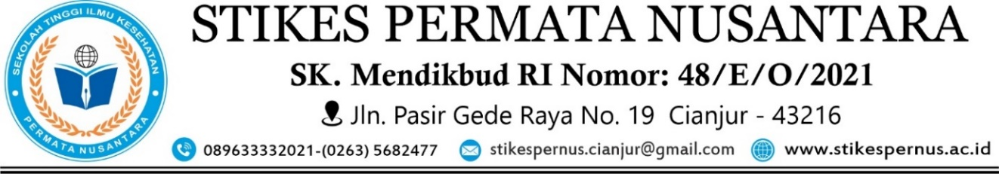 SEKOLAH TINGGI ILMU KESEHATAN
PERMATA NUSANTARA
STIKES PERMATA NUSANTARA
SK. Mendikbud RI Nomor: 48/E/O/2021
Jln. Pasir Gede Raya No. 19 Cianjur - 43216
089633332021-(0263) 5682477 stikespernus.cianjur@gmail.com www.stikespernus.ac.id